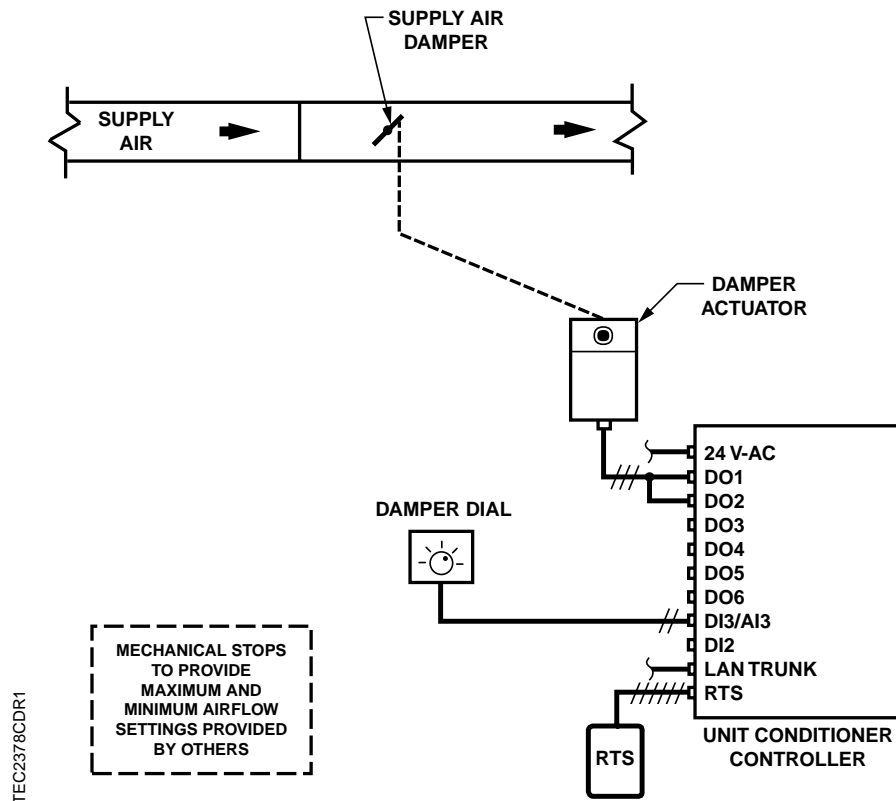 SUPPLY AIR
DAMPER
SUPPLY
AIR
DAMPER
ACTUATOR
24 V-AC
DO1
DO2
DAMPER DIAL
DO3
DO4
DO5
DO6
DI3/AI3
DI2
LAN TRUNK
RTS
UNIT CONDITIONER
CONTROLLER
RTS
MECHANICAL STOPS
TO PROVIDE
MAXIMUM AND
MINIMUM AIRFLOW
SETTINGS PROVIDED
BY OTHERS
TEC2378CDR1